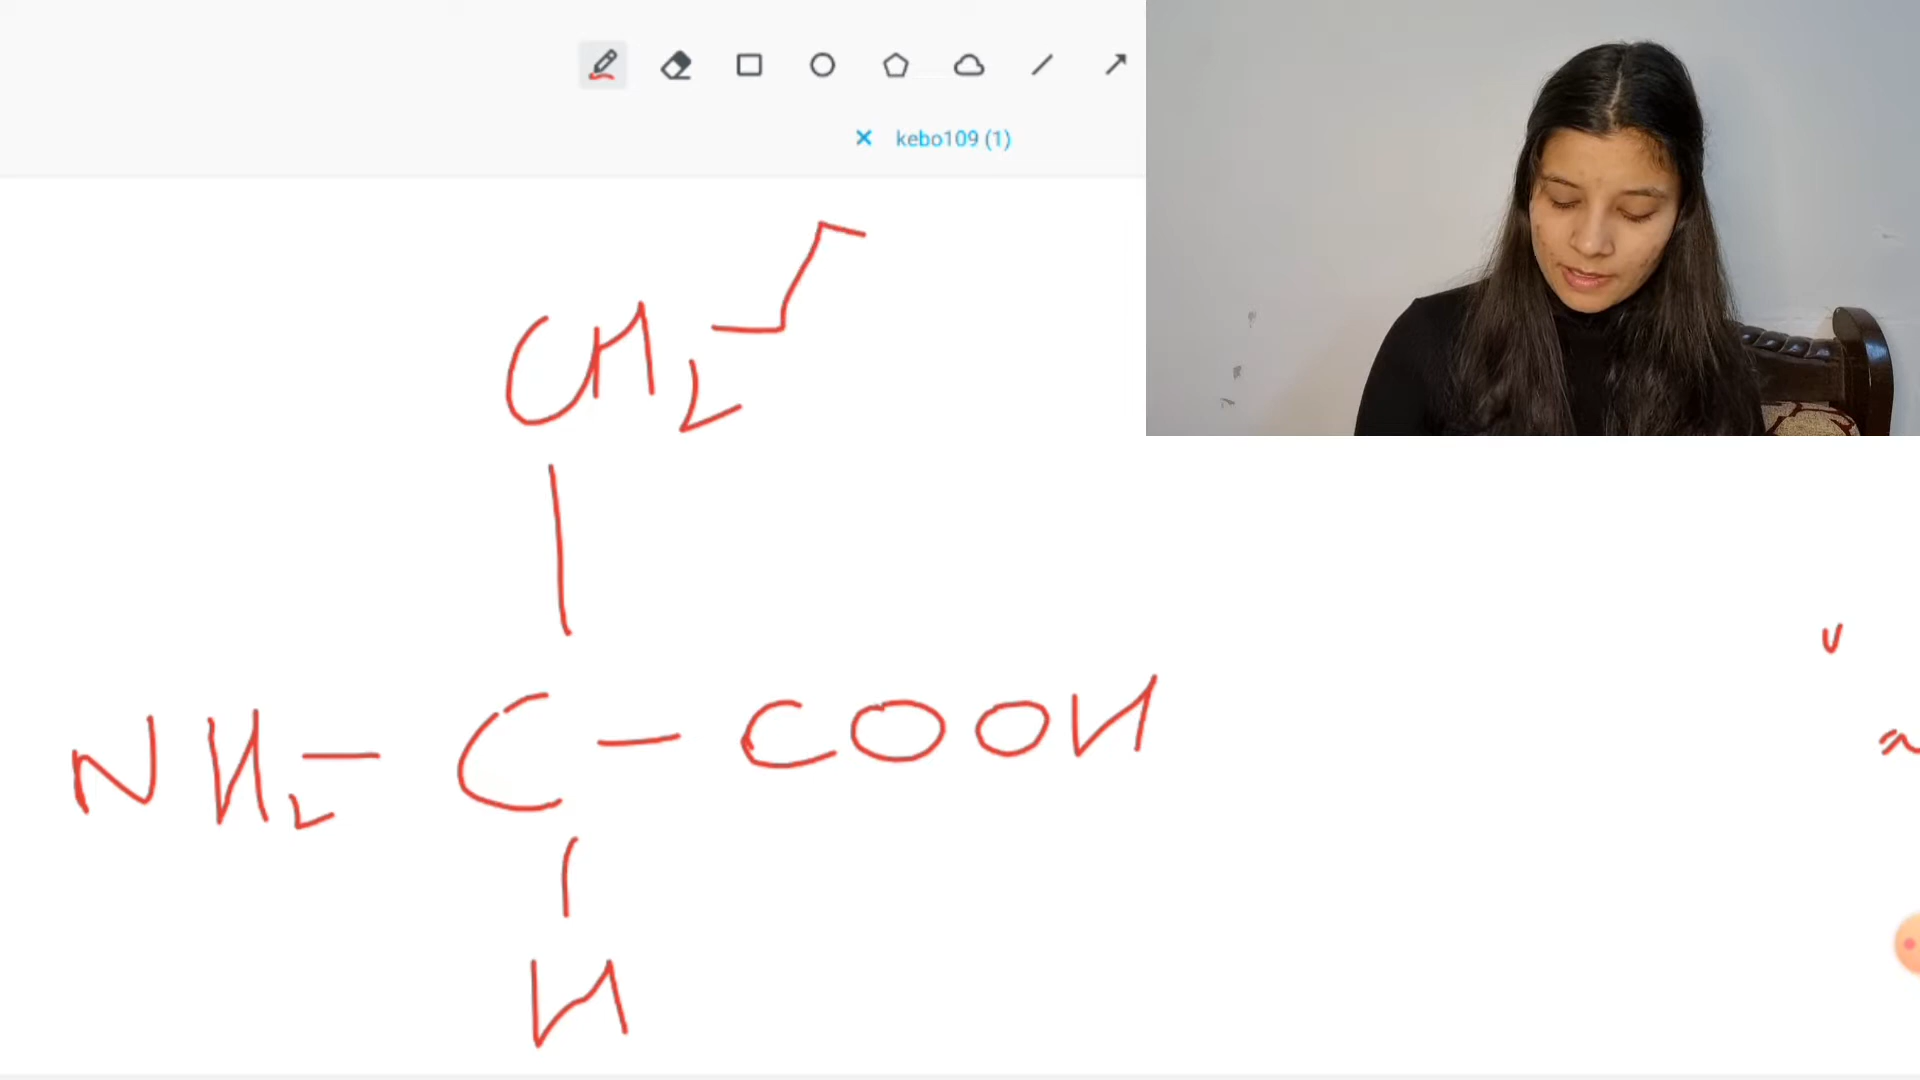 kebo109 (1)
CH2
NH2 — C — COOH
H